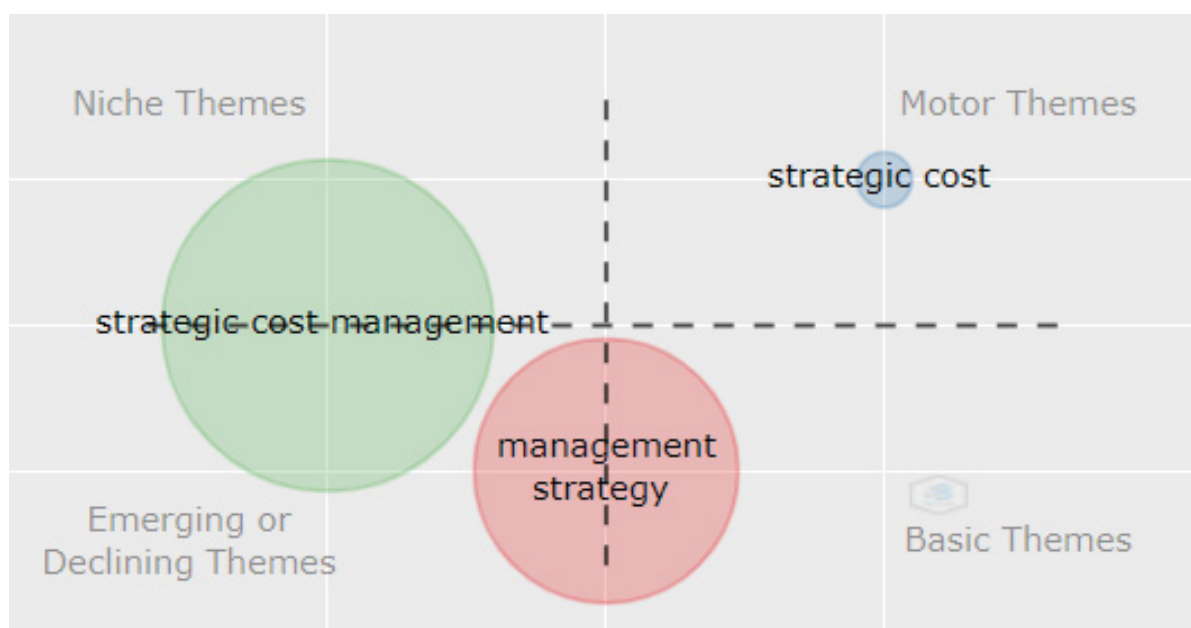 Niche Themes
Motor Themes
strategic cost
strategic cost management
management
strategy
Emerging or
Declining Themes
Basic Themes